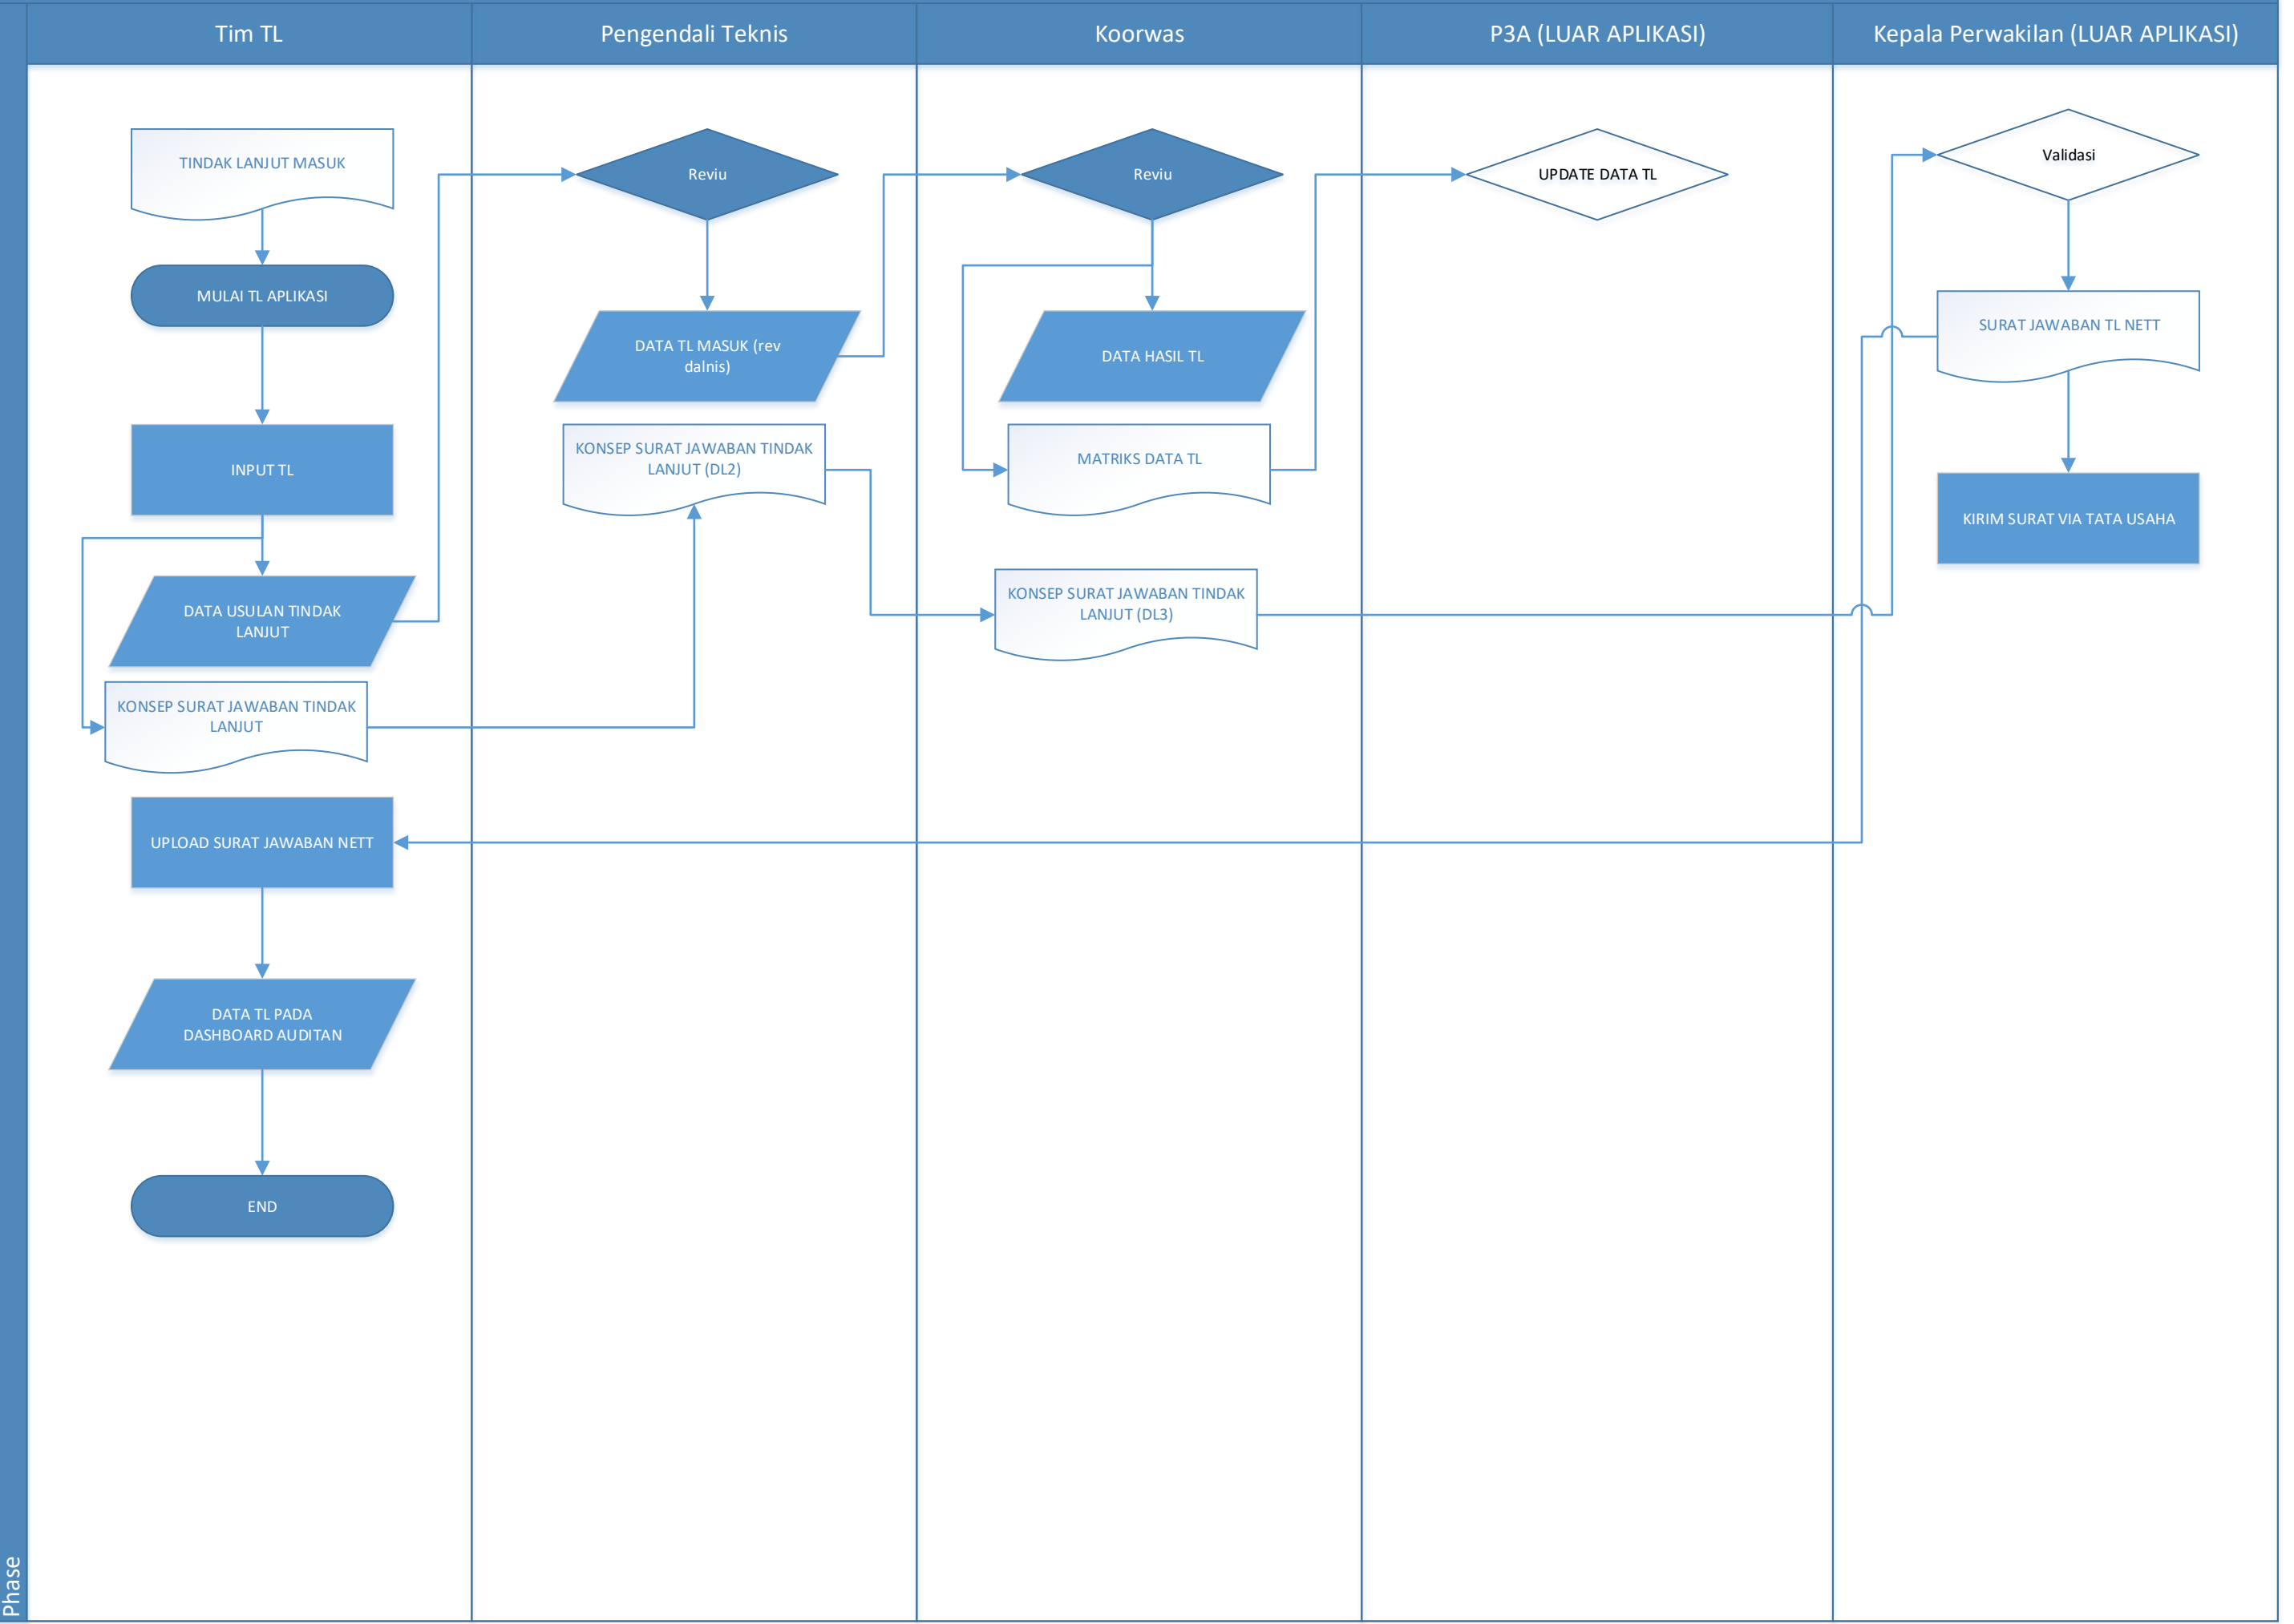 Tim TL
Pengendali Teknis
Koorwas
P3A (LUAR APLIKASI)
Kepala Perwakilan (LUAR APLIKASI)
TINDAK LANJUT MASUK
MULAI TL APLIKASI
INPUT TL
DATA USULAN TINDAK
LANJUT
KONSEP SURAT JAWABAN TINDAK
LANJUT
UPLOAD SURAT JAWABAN NETT
DATA TL PADA
DASHBOARD AUDITAN
END
Reviu
DATA TL MASUK (rev
dalnis)
KONSEP SURAT JAWABAN TINDAK
LANJUT (DL2)
Reviu
DATA HASIL TL
MATRIKS DATA TL
KONSEP SURAT JAWABAN TINDAK
LANJUT (DL3)
UPDATE DATA TL
Validasi
SURAT JAWABAN TL NETT
KIRIM SURAT VIA TATA USAHA
Phase